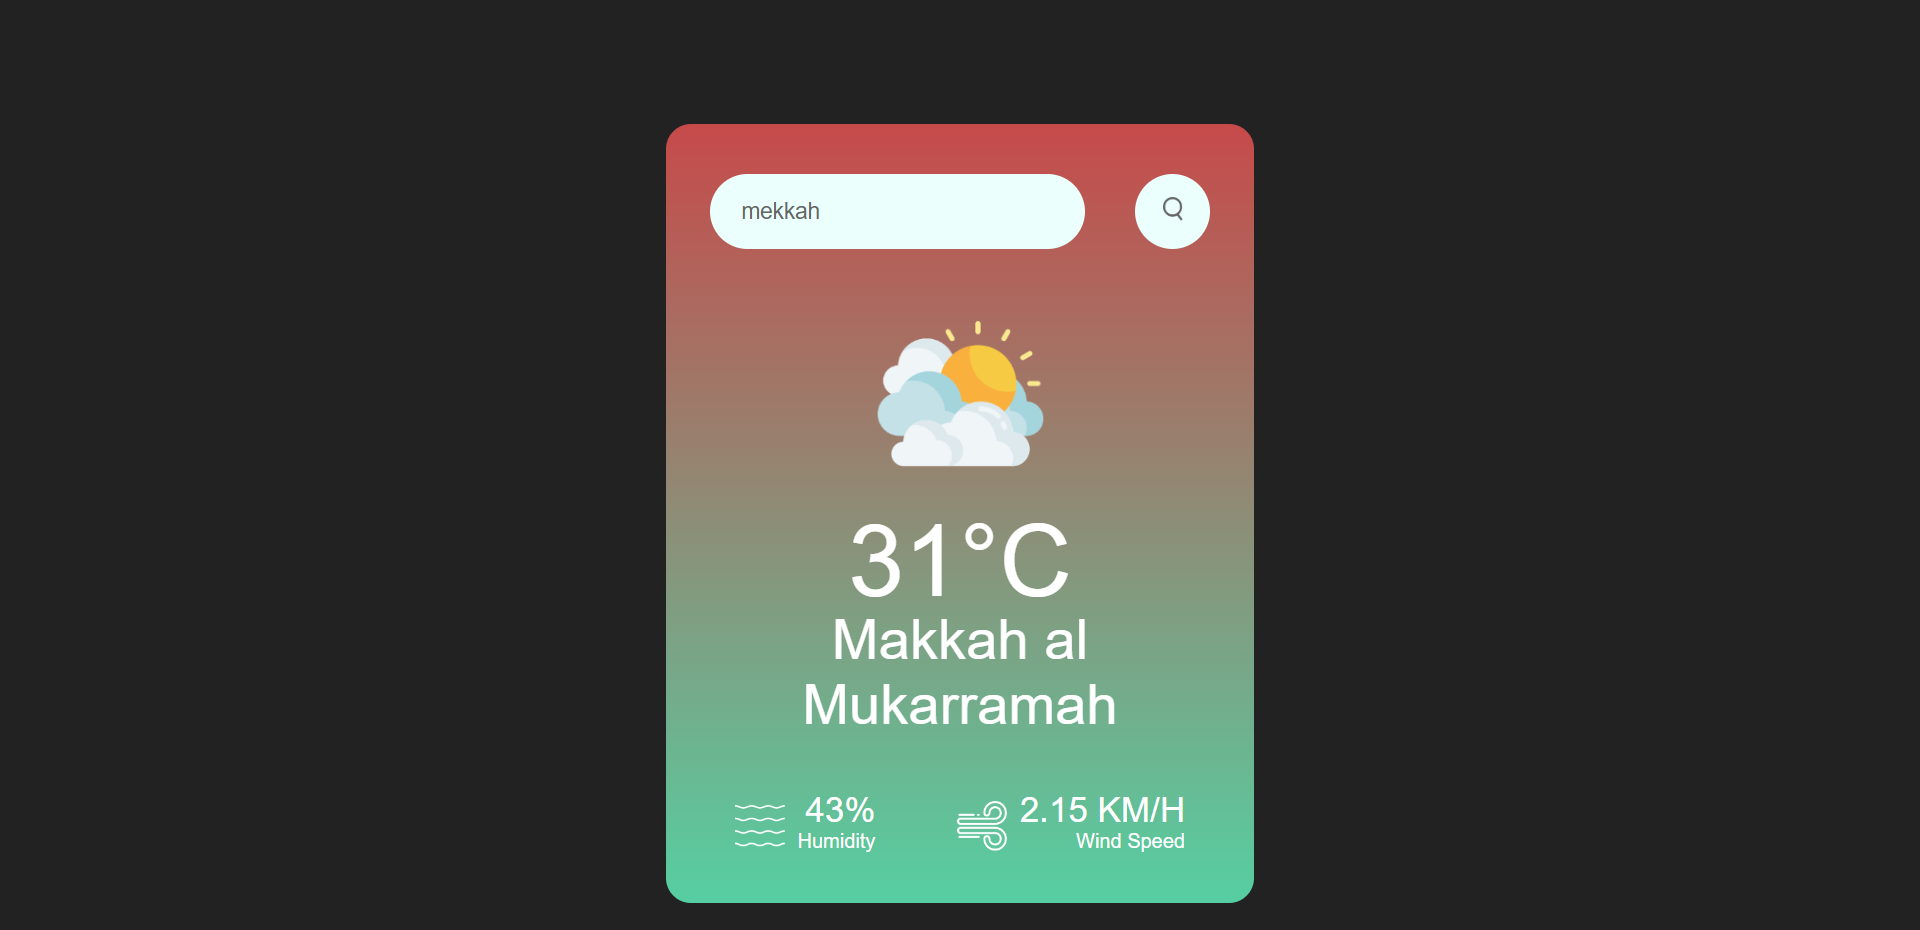 mekkah
31°C
Makkah al
Mukarramah
43%
Humidity
2.15 KM/H
Wind Speed